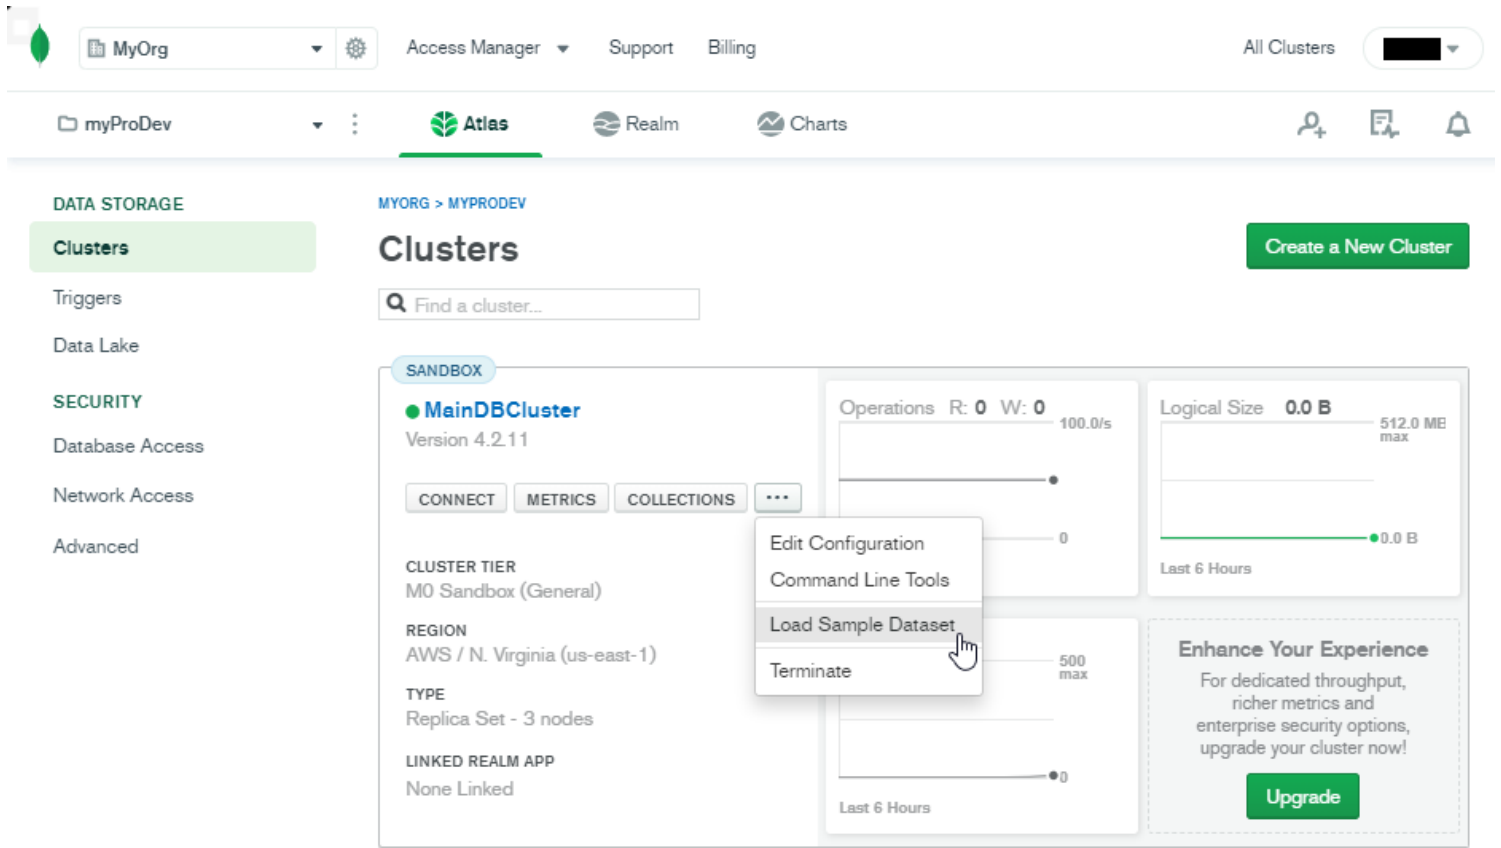 MyOrg
Access Manager
Support
Billing
All Clusters
myProDev
Atlas
Realm
Charts
DATA STORAGE
Clusters
Triggers
Data Lake
SECURITY
Database Access
Network Access
Advanced
MYORG > MYPRODEV
Clusters
Create a New Cluster
Find a cluster...
SANDBOX
MainDBCluster
Version 4.2.11
CONNECT
METRICS
COLLECTIONS
...
Edit Configuration
Command Line Tools
Load Sample Dataset
Terminate
CLUSTER TIER
M0 Sandbox (General)
REGION
AWS / N. Virginia (us-east-1)
TYPE
Replica Set - 3 nodes
LINKED REALM APP
None Linked
Operations R: 0 W: 0
100.0/s
0
Logical Size 0.0 B
512.0 MB
max
0.0 B
Last 6 Hours
500
max
0
Last 6 Hours
Enhance Your Experience
For dedicated throughput,
richer metrics and
enterprise security options,
upgrade your cluster now!
Upgrade